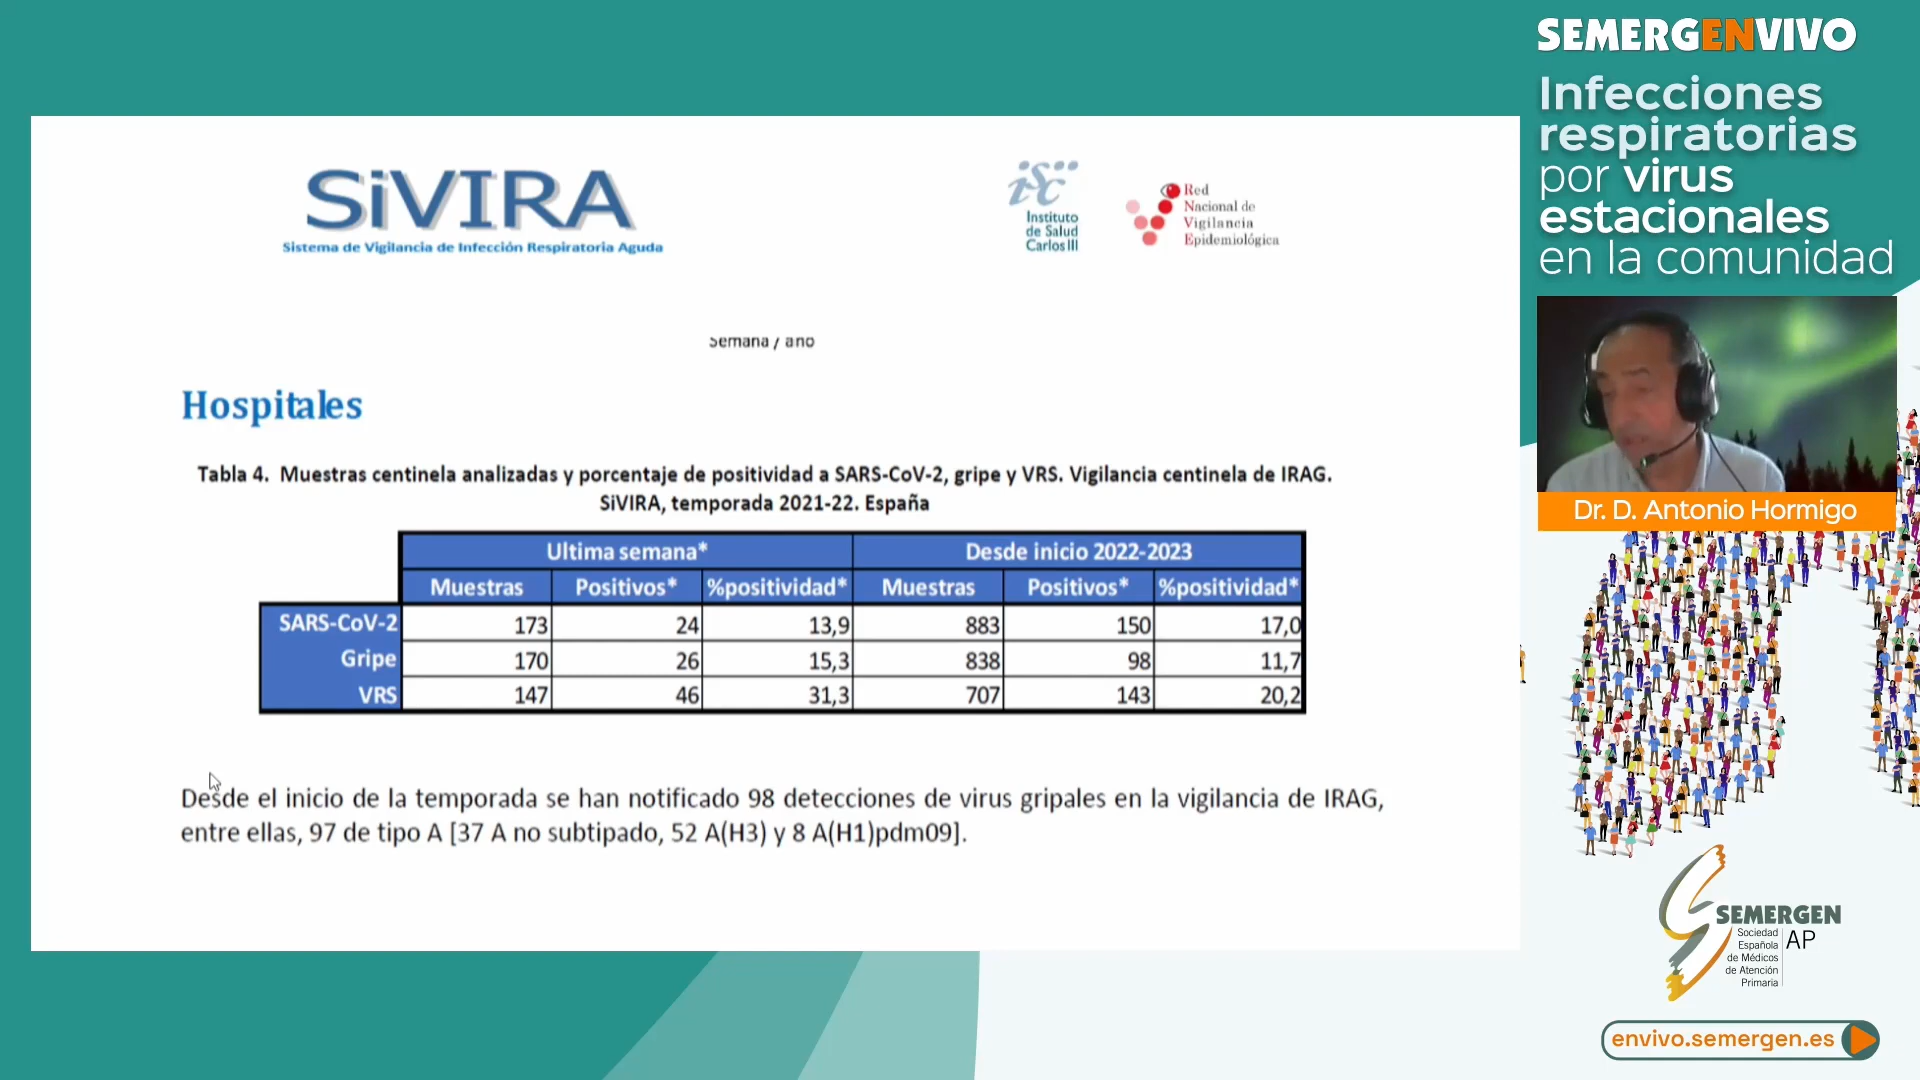 SEMERGENVIVO
Infecciones
respiratorias
por virus
estacionales
en la comunidad
SiVIRA
Sistema de Vigilancia de Infección Respiratoria Aguda
isc
Instituto
de Salud
Carlos III
Red
Nacional de
Vigilancia
Epidemiológica
Semana / año
Hospitales
Tabla 4. Muestras centinela analizadas y porcentaje de positividad a SARS-CoV-2, gripe y VRS. Vigilancia centinela de IRAG.
SiVIRA, temporada 2021-22. España
Ultima semana* Desde inicio 2022-2023
Muestras Positivos* %positividad* Muestras Positivos* %positividad*
SARS-CoV-2 173 24 13,9 883 150 17,0
Gripe 170 26 15,3 838 98 11,7
VRS 147 46 31,3 707 143 20,2
Desde el inicio de la temporada se han notificado 98 detecciones de virus gripales en la vigilancia de IRAG,
entre ellas, 97 de tipo A [37 A no subtipado, 52 A(H3) y 8 A(H1)pdm09].
Dr. D. Antonio Hormigo
SEMERGEN
Sociedad
Española
de Médicos
de Atención
Primaria
AP
envivo.semergen.es